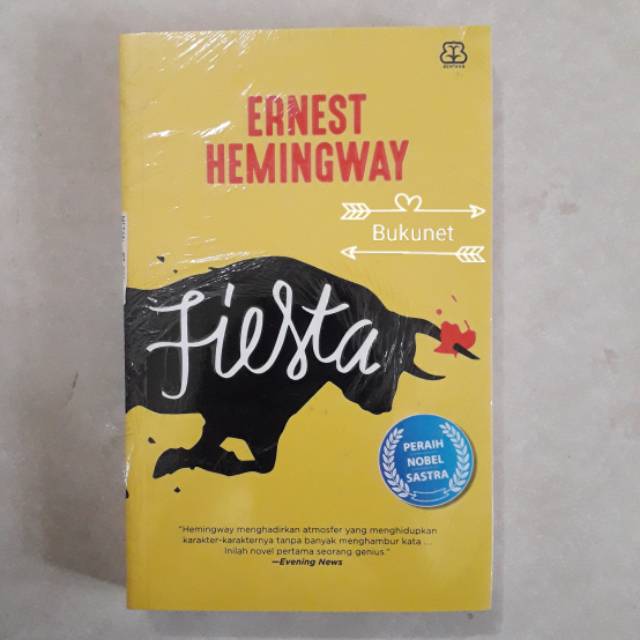 BENTANG
ERNEST
HEMINGWAY
Bukunet
Fiesta
PERAIH
NOBEL
SASTRA
"Hemingway menghadirkan atmosfer yang menghidupkan
karakter-karakternya tanpa banyak menghambur kata ...
Inilah novel pertama seorang genius."
—Evening News